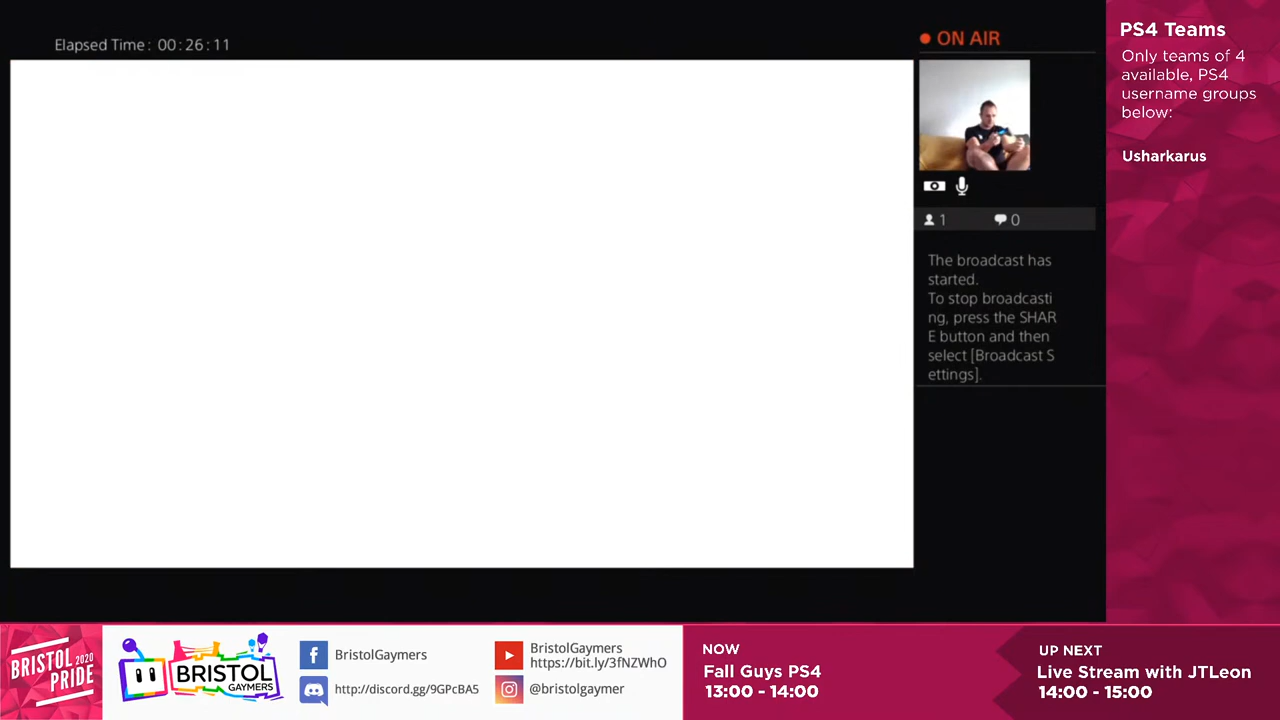 Elapsed Time: 00:26:11
ON AIR
1
0
The broadcast has
started.
To stop broadcasti
ng, press the SHAR
E button and then
select [Broadcast S
ettings].
PS4 Teams
Only teams of 4
available, PS4
username groups
below:
Usharkarus
BRISTOL 2020
PRIDE
BRISTOL
GAYMERS
BristolGaymers
http://discord.gg/9GPcBA5
BristolGaymers
https://bit.ly/3fNZWhO
@bristolgaymer
NOW
Fall Guys PS4
13:00 - 14:00
UP NEXT
Live Stream with JTLeon
14:00 - 15:00